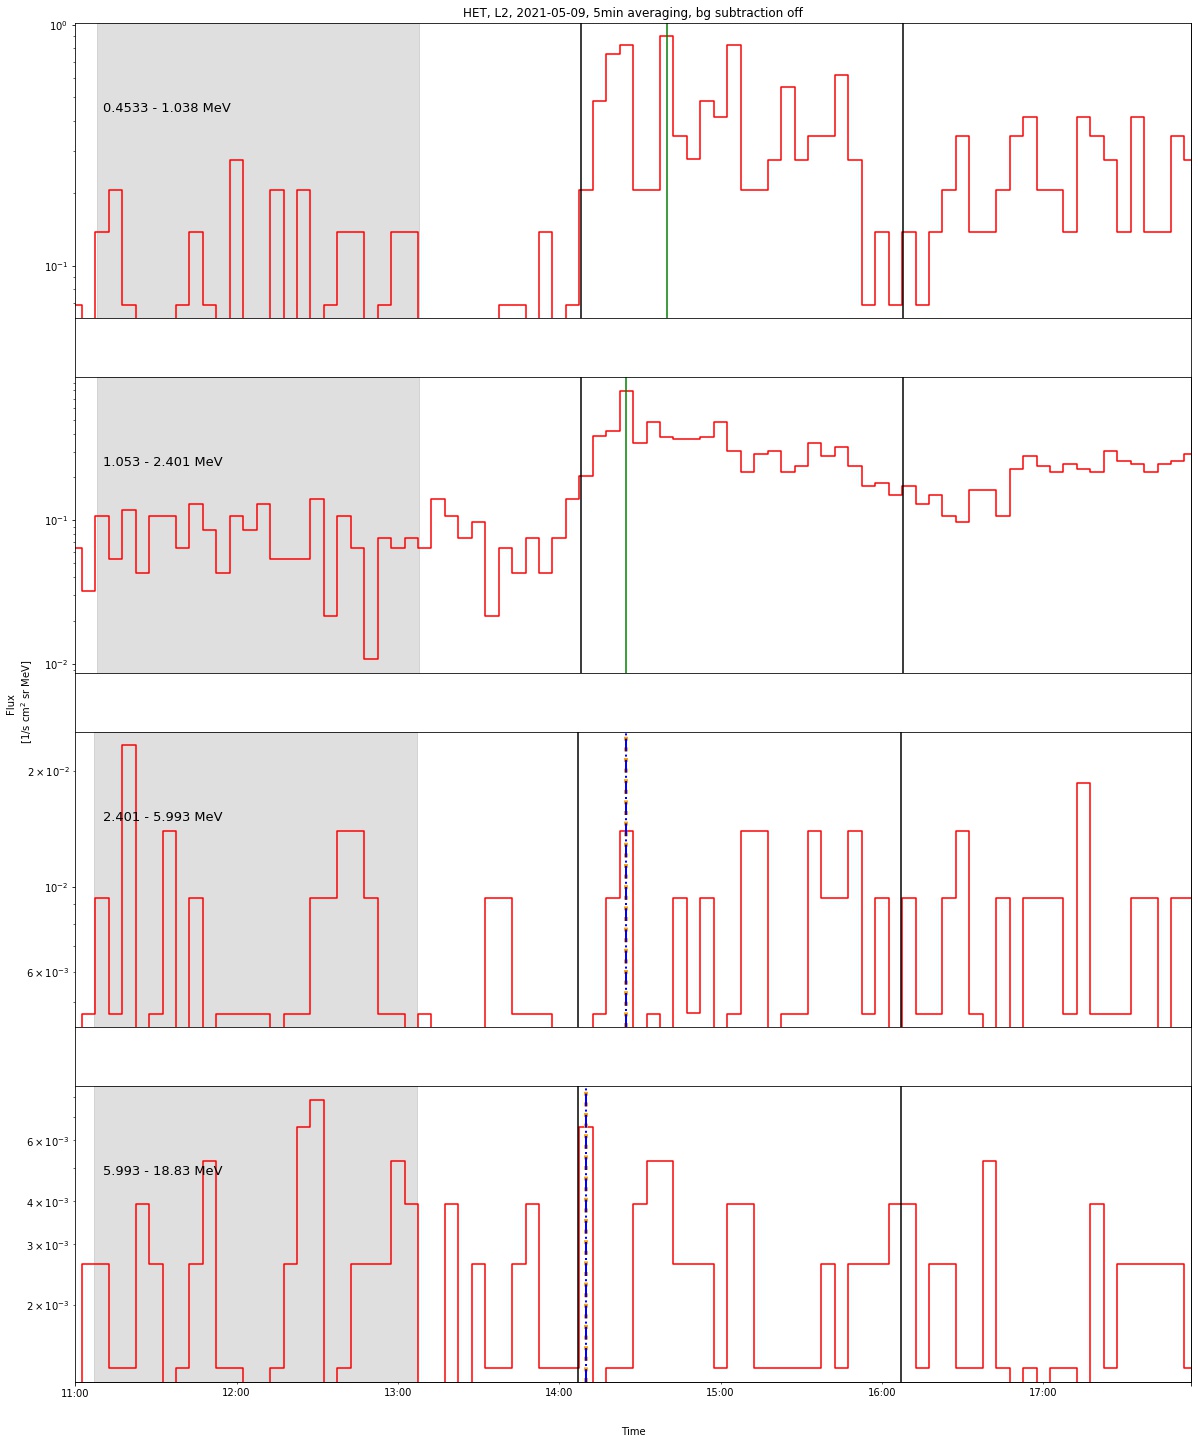 HET, L2, 2021-05-09, 5min averaging, bg subtraction off
10⁰
0.4533 - 1.038 MeV
10⁻¹
1.053 - 2.401 MeV
10⁻¹
10⁻²
Flux
[1/s cm² sr MeV]
2 × 10⁻²
2.401 - 5.993 MeV
10⁻²
6 × 10⁻³
6 × 10⁻³
5.993 - 18.83 MeV
4 × 10⁻³
3 × 10⁻³
2 × 10⁻³
11:00 12:00 13:00 14:00 15:00 16:00 17:00
Time